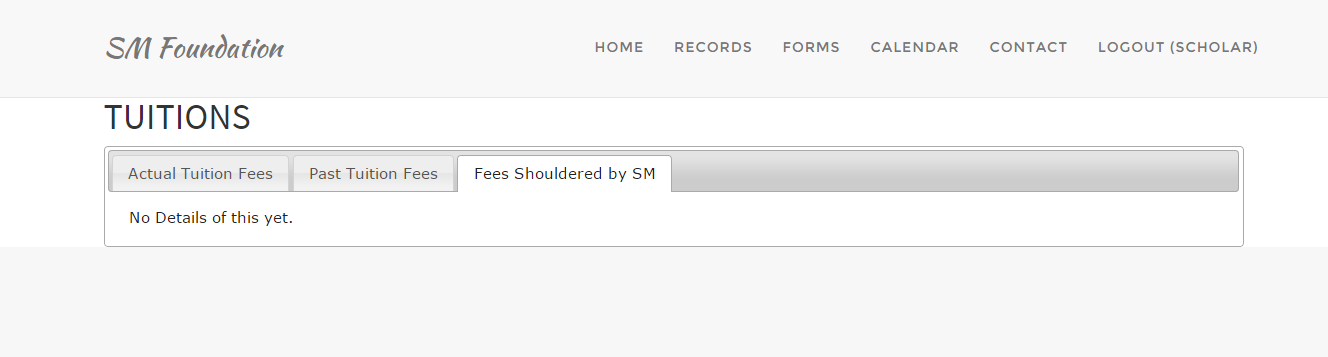 SM Foundation HOME RECORDS FORMS CALENDAR CONTACT LOGOUT (SCHOLAR)
TUITIONS
Actual Tuition Fees Past Tuition Fees Fees Shouldered by SM
No Details of this yet.